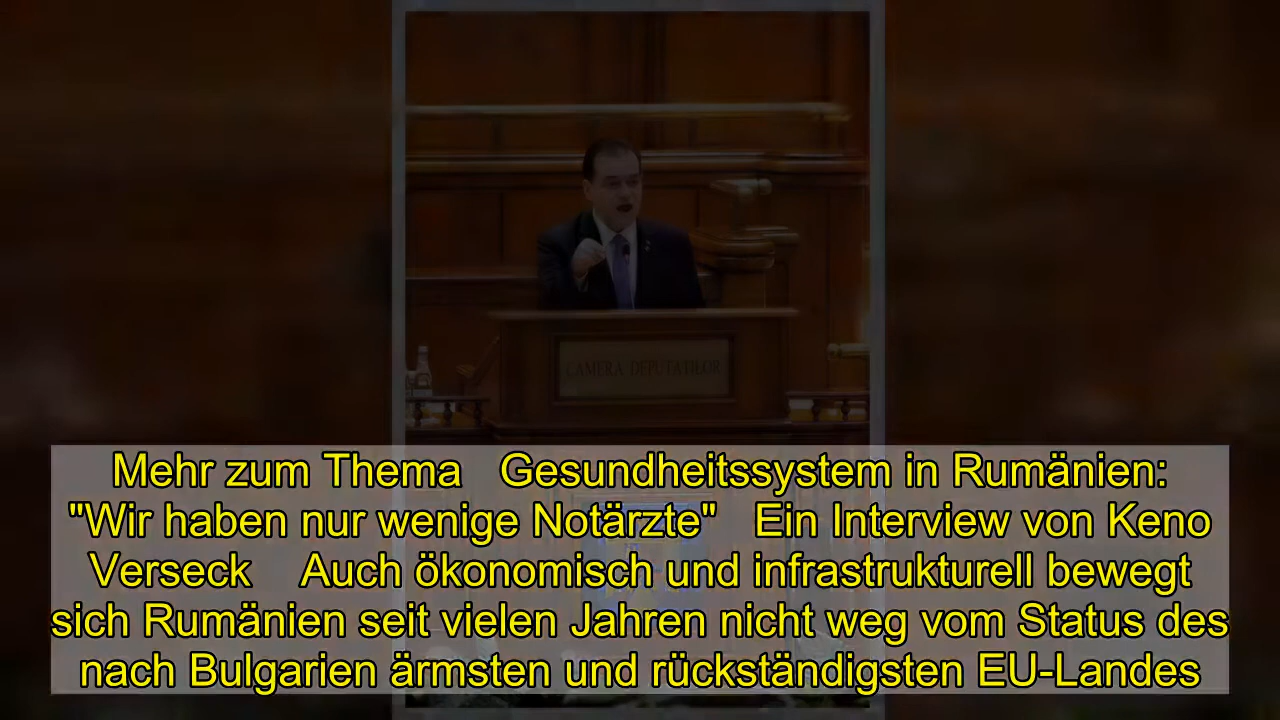 CAMERA DEPUTAȚILOR
Mehr zum Thema   Gesundheitssystem in Rumänien:
"Wir haben nur wenige Notärzte"   Ein Interview von Keno
Verseck    Auch ökonomisch und infrastrukturell bewegt
sich Rumänien seit vielen Jahren nicht weg vom Status des
nach Bulgarien ärmsten und rückständigsten EU-Landes